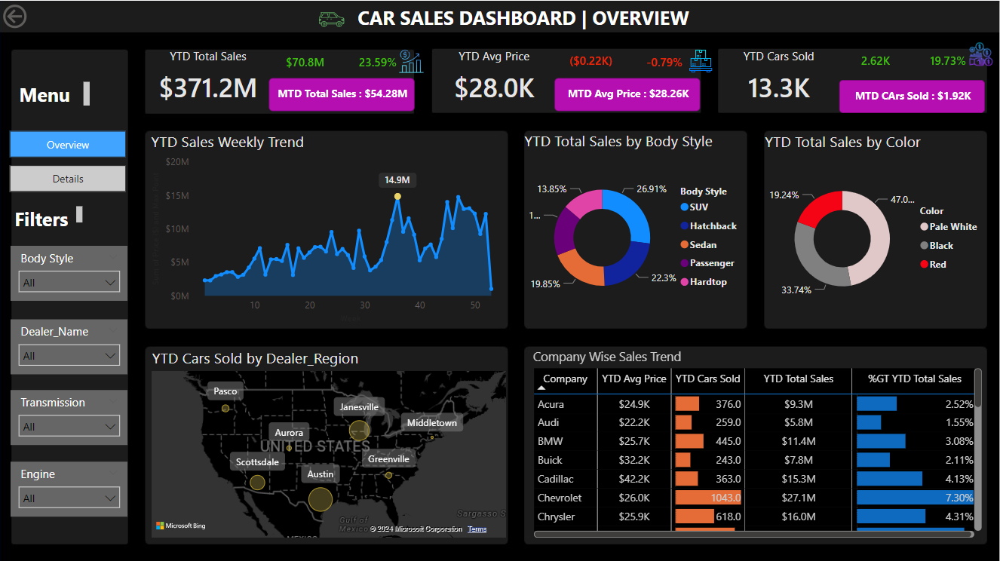 CAR SALES DASHBOARD | OVERVIEW
Menu
Overview
Details
Filters
Body Style
All
Dealer_Name
All
Transmission
All
Engine
All
YTD Total Sales
$70.8M 23.59%
$371.2M
MTD Total Sales : $54.28M
YTD Avg Price
($0.22K) -0.79%
$28.0K
MTD Avg Price : $28.26K
YTD Cars Sold
2.62K 19.73%
13.3K
MTD CArs Sold : $1.92K
YTD Sales Weekly Trend
$20M
$15M
$10M
$5M
$0M
14.9M
10 20 30 40 50
YTD Total Sales by Body Style
13.85%
26.91%
1...
19.85%
22.3%
Body Style
SUV
Hatchback
Sedan
Passenger
Hardtop
YTD Total Sales by Color
19.24%
47.0...
33.74%
Color
Pale White
Black
Red
YTD Cars Sold by Dealer_Region
Pasco
Janesville
Middletown
Aurora
UNITED STATES
Scottsdale
Greenville
Austin
Gulf of
Mexico
Sargasso S
MEXICO
Microsoft Bing
© 2024 Microsoft Corporation Terms
Company Wise Sales Trend
Company YTD Avg Price YTD Cars Sold YTD Total Sales %GT YTD Total Sales
Acura $24.9K 376.0 $9.3M 2.52%
Audi $22.2K 259.0 $5.8M 1.55%
BMW $25.7K 445.0 $11.4M 3.08%
Buick $32.2K 243.0 $7.8M 2.11%
Cadillac $42.2K 363.0 $15.3M 4.13%
Chevrolet $26.0K 1043.0 $27.1M 7.30%
Chrysler $25.9K 618.0 $16.0M 4.31%